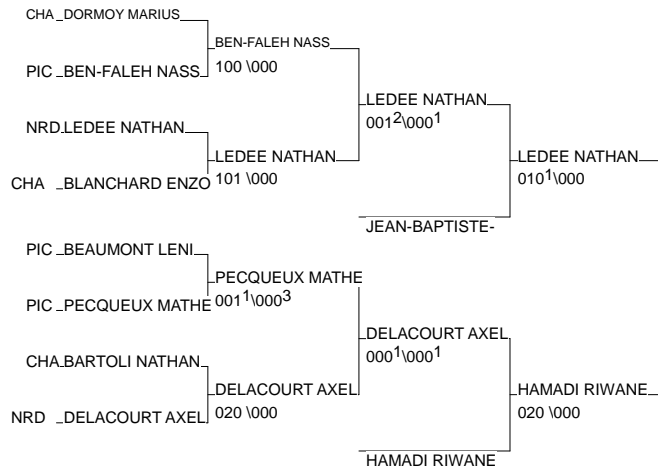 CHA DORMOY MARIUS
BEN-FALEH NASS
PIC BEN-FALEH NASS
100 \000
LEDEE NATHAN
001²\000¹
NRD LEDEE NATHAN
LEDEE NATHAN
101 \000
LEDEE NATHAN
010¹\000
CHA BLANCHARD ENZO
JEAN-BAPTISTE-
PIC BEAUMONT LENI
PECQUEUX MATHE
001¹\000³
PIC PECQUEUX MATHE
DELACOURT AXEL
000¹\000¹
CHA BARTOLI NATHAN
DELACOURT AXEL
020 \000
HAMADI RIWANE
020 \000
NRD DELACOURT AXEL
HAMADI RIWANE